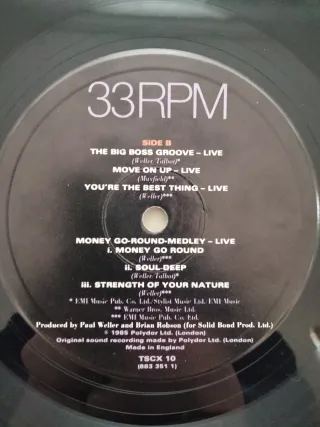 33RPM
SIDE B
THE BIG BOSS GROOVE – LIVE
(Weller/Talbot)*
MOVE ON UP – LIVE
(Mayfield)**
YOU'RE THE BEST THING – LIVE
(Weller)***
MONEY GO-ROUND-MEDLEY – LIVE
i. MONEY GO ROUND
(Weller)***
ii. SOUL DEEP
(Weller/Talbot)*
iii. STRENGTH OF YOUR NATURE
(Weller)***
* EMI Music Pub. Co. Ltd./Stylist Music Ltd./EMI Music
** Warner Bros. Music Ltd.
*** EMI Music Pub. Co. Ltd.
Produced by Paul Weller and Brian Robson (for Solid Bond Prod. Ltd.)
℗ 1985 Polydor Ltd. (London)
Original sound recording made by Polydor Ltd. (London)
Made in England
TSCX 10
(883 351 1)